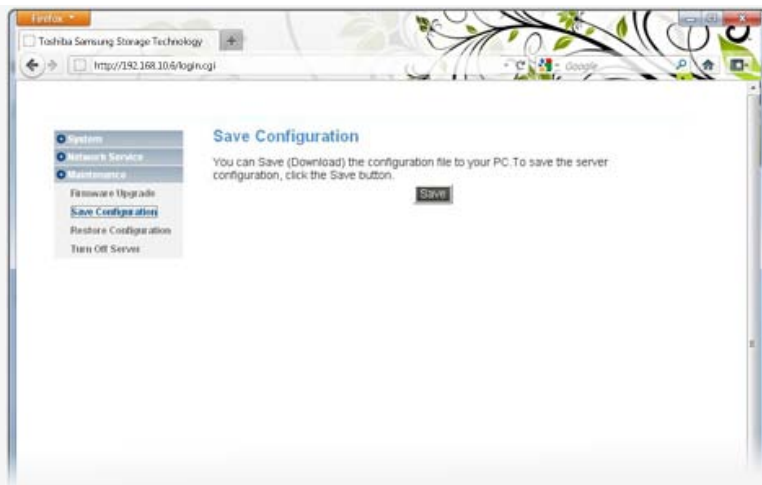 Firefox
Toshiba Samsung Storage Technology
http://192.168.10.6/login.cgi
Google
System
Network Service
Maintenance
Firmware Upgrade
Save Configuration
Restore Configuration
Turn Off Server
Save Configuration
You can Save (Download) the configuration file to your PC.To save the server
configuration, click the Save button.
Save